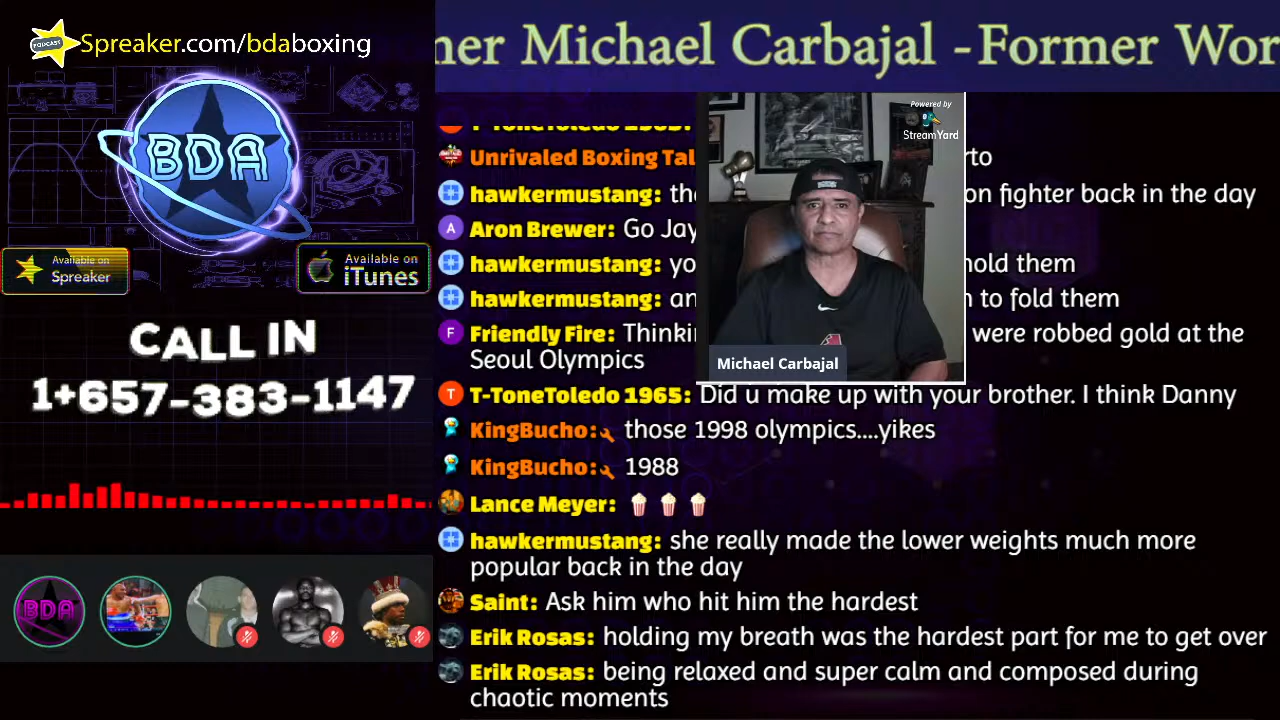 PODCAST
Spreaker.com/bdaboxing
BDA
Available on
Spreaker
Available on
iTunes
CALL IN
1+657-383-1147
BDA
ner Michael Carbajal -Former Wor
Powered by
StreamYard
Michael Carbajal
T-ToneToledo 1965:
Unrivaled Boxing Tal rto
hawkermustang: the on fighter back in the day
Aron Brewer: Go Jay
hawkermustang: yo hold them
hawkermustang: an n to fold them
Friendly Fire: Thinkin were robbed gold at the
Seoul Olympics
T-ToneToledo 1965: Did u make up with your brother. I think Danny
KingBucho: those 1998 olympics....yikes
KingBucho: 1988
Lance Meyer: 🍿 🍿 🍿
hawkermustang: she really made the lower weights much more
popular back in the day
Saint: Ask him who hit him the hardest
Erik Rosas: holding my breath was the hardest part for me to get over
Erik Rosas: being relaxed and super calm and composed during
chaotic moments